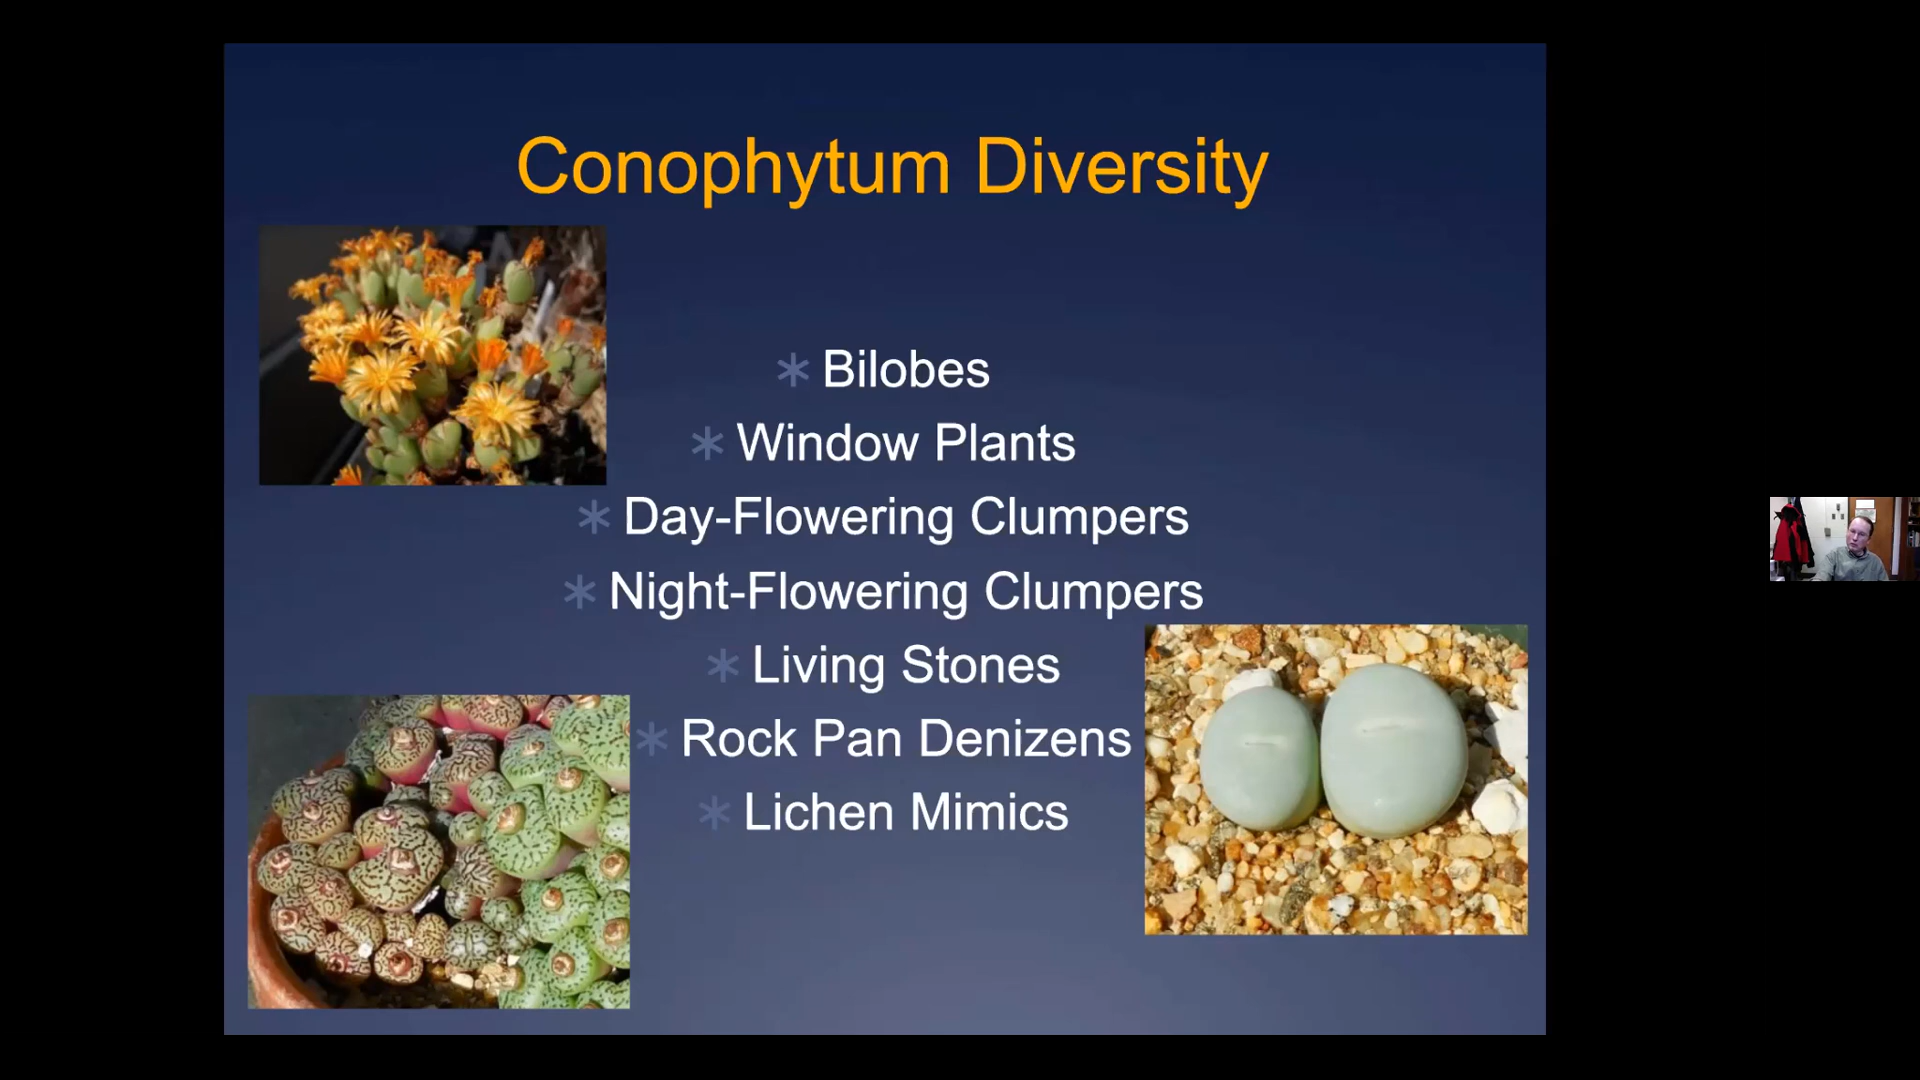 Conophytum Diversity
Bilobes
Window Plants
Day-Flowering Clumpers
Night-Flowering Clumpers
Living Stones
Rock Pan Denizens
Lichen Mimics